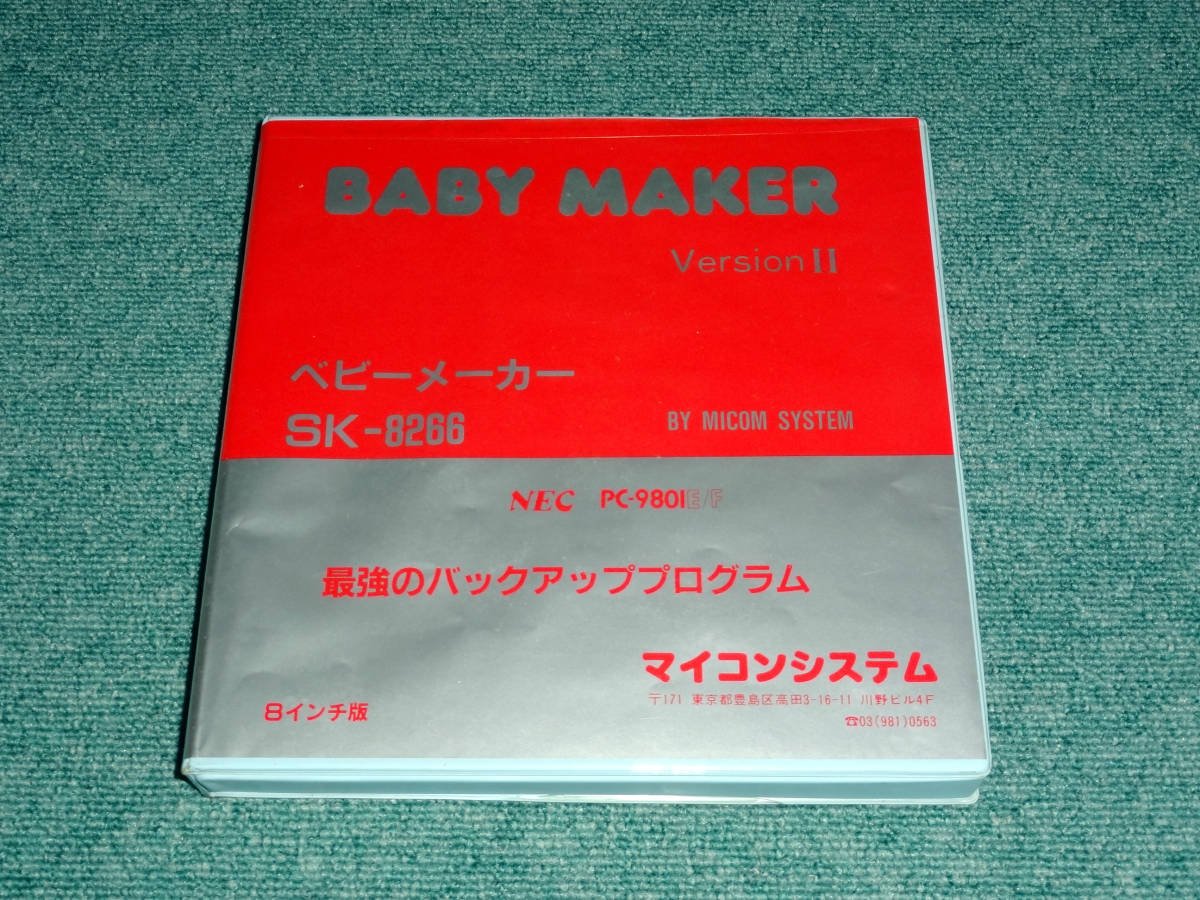 BABY MAKER
Version II
ベビーメーカー
SK-8266
BY MICOM SYSTEM
NEC PC-9801E/F
最強のバックアッププログラム
マイコンシステム
〒171 東京都豊島区高田3-16-11 川野ビル4F
☎03(981)0563
8インチ版